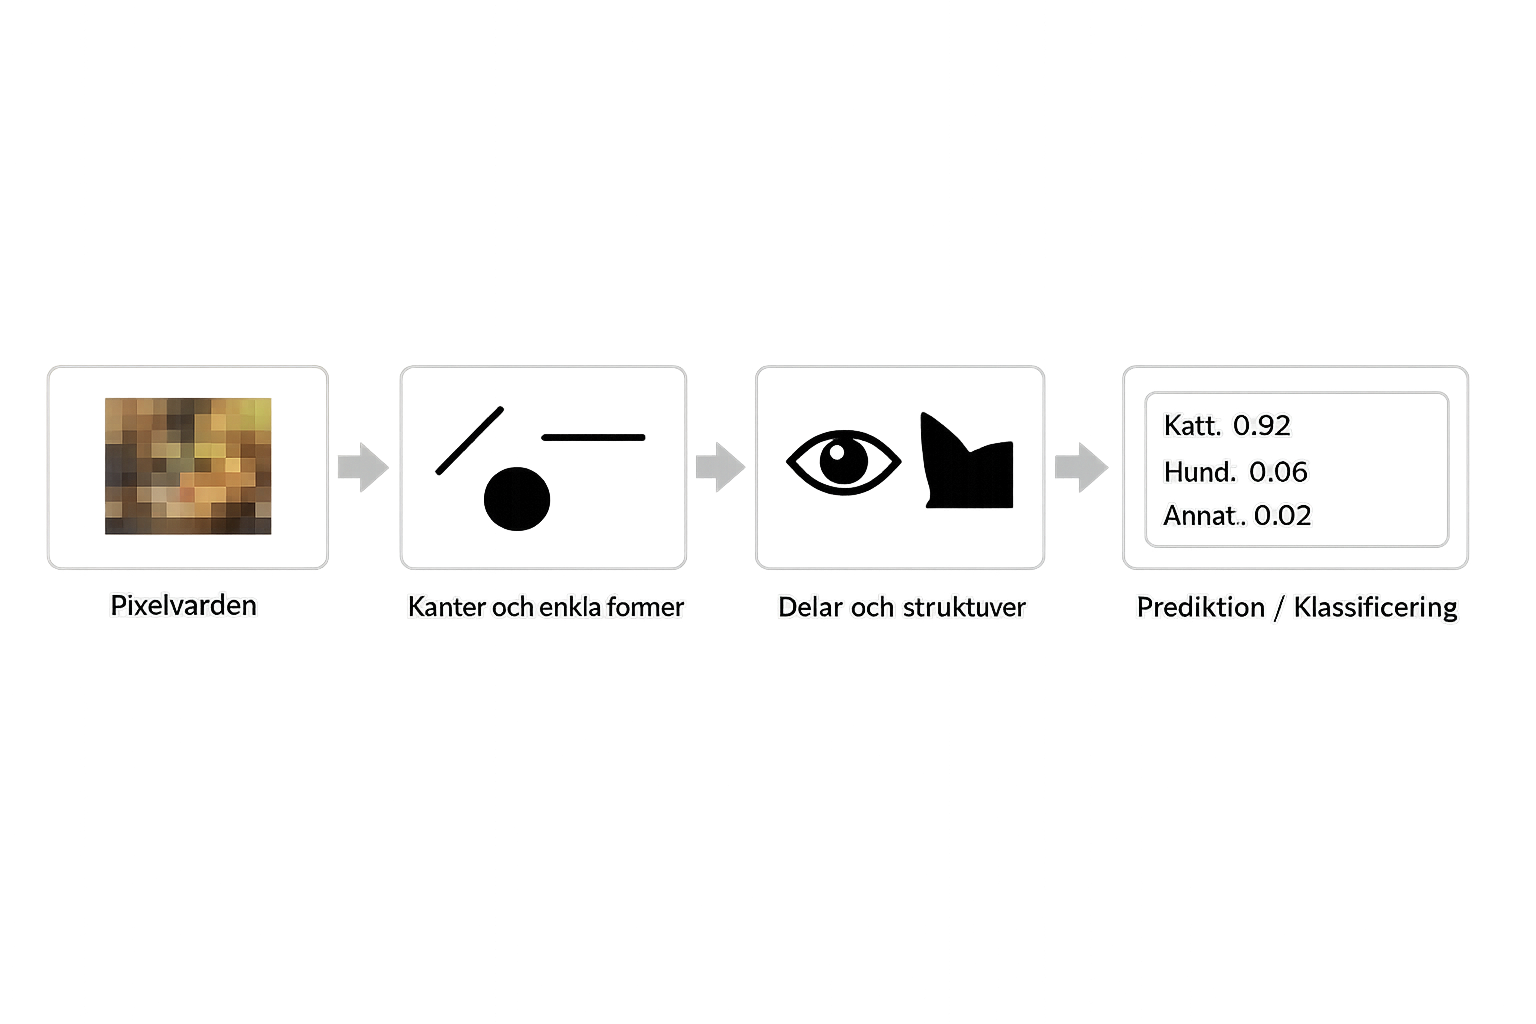 Katt. 0.92
Hund. 0.06
Annat.. 0.02
Pixelvarden
Kanter och enkla former
Delar och struktuver
Prediktion / Klassificering